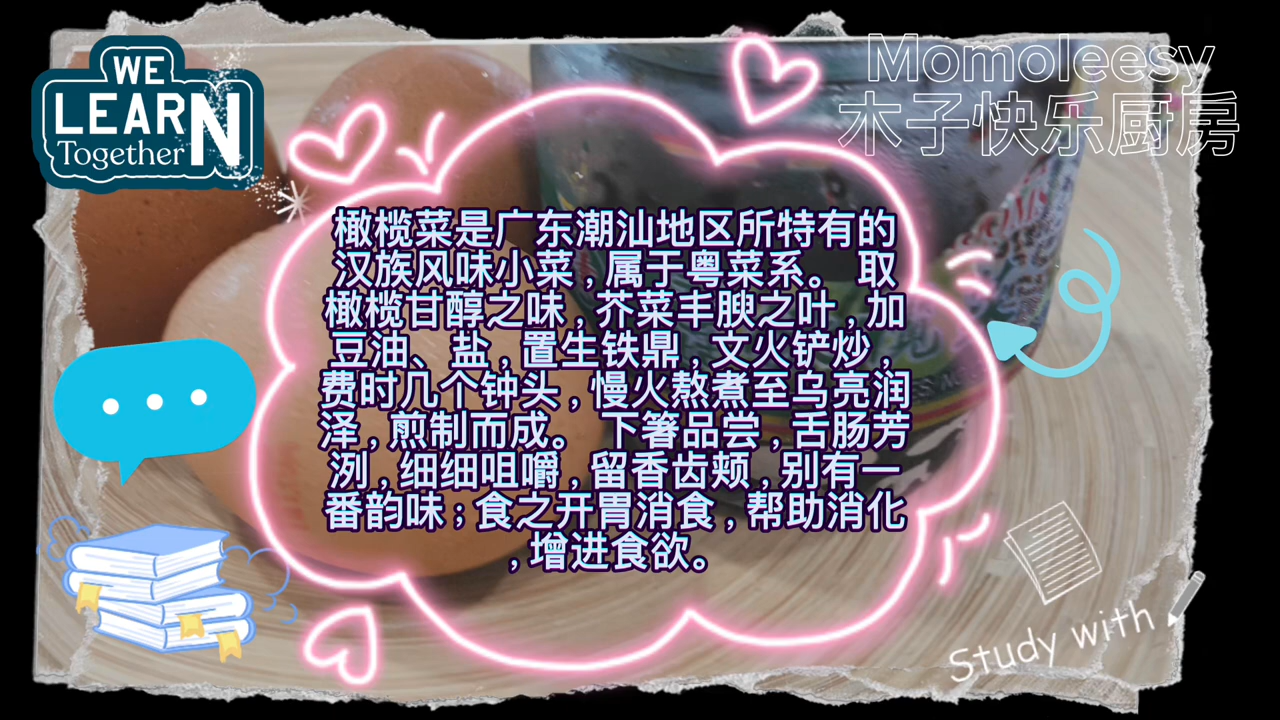 WE
LEARN
Together
Momoleesy
木子快乐厨房
橄榄菜是广东潮汕地区所特有的
汉族风味小菜，属于粤菜系。 取
橄榄甘醇之味，芥菜丰腴之叶，加
豆油、盐，置生铁鼎，文火铲炒，
费时几个钟头，慢火熬煮至乌亮润
泽，煎制而成。 下箸品尝，舌肠芳
洌，细细咀嚼，留香齿颊，别有一
番韵味；食之开胃消食，帮助消化
，增进食欲。
Study with